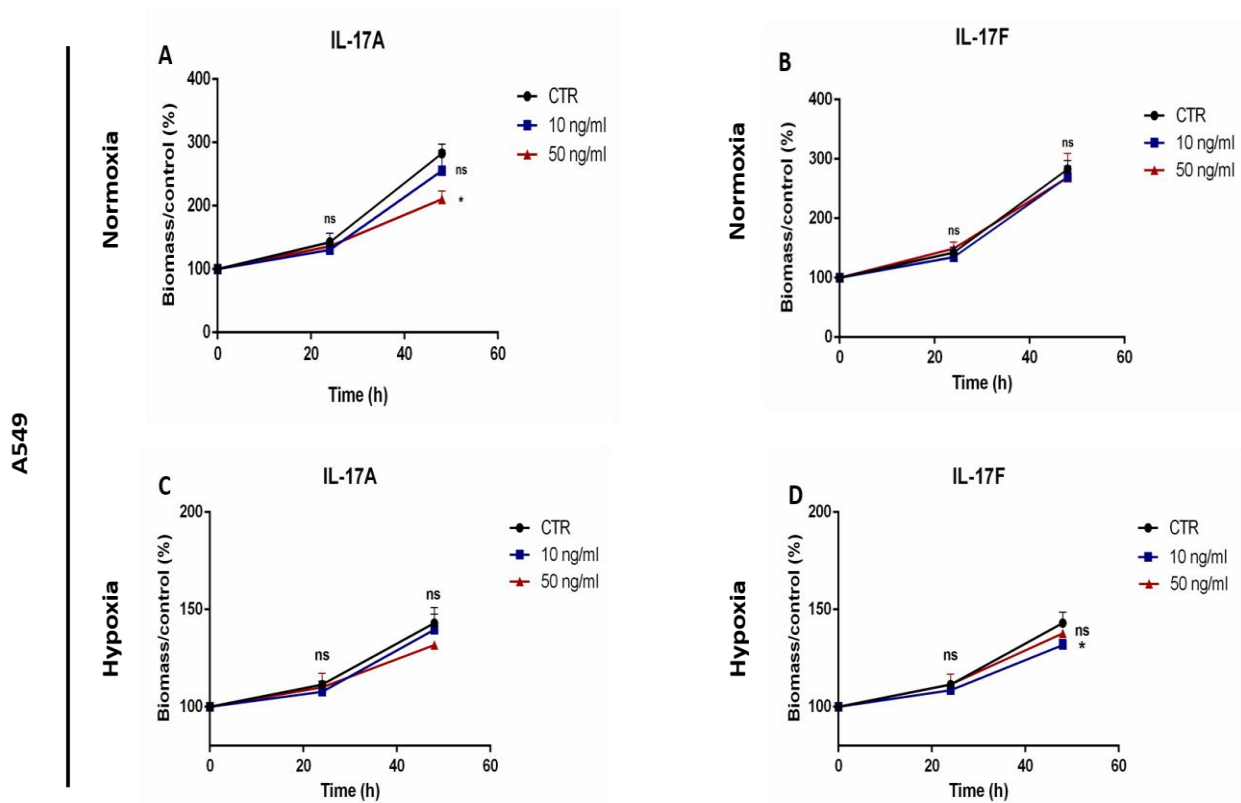 A549
Normoxia
A
IL-17A
Biomass/control (%)
400
300
200
100
0
0
20
40
60
Time (h)
ns
ns
*
CTR
10 ng/ml
50 ng/ml
Normoxia
B
IL-17F
Biomass/control (%)
400
300
200
100
0
0
20
40
60
Time (h)
ns
ns
CTR
10 ng/ml
50 ng/ml
Hypoxia
C
IL-17A
Biomass/control (%)
200
150
100
0
20
40
60
Time (h)
ns
ns
CTR
10 ng/ml
50 ng/ml
Hypoxia
D
IL-17F
Biomass/control (%)
200
150
100
0
20
40
60
Time (h)
ns
ns
*
CTR
10 ng/ml
50 ng/ml